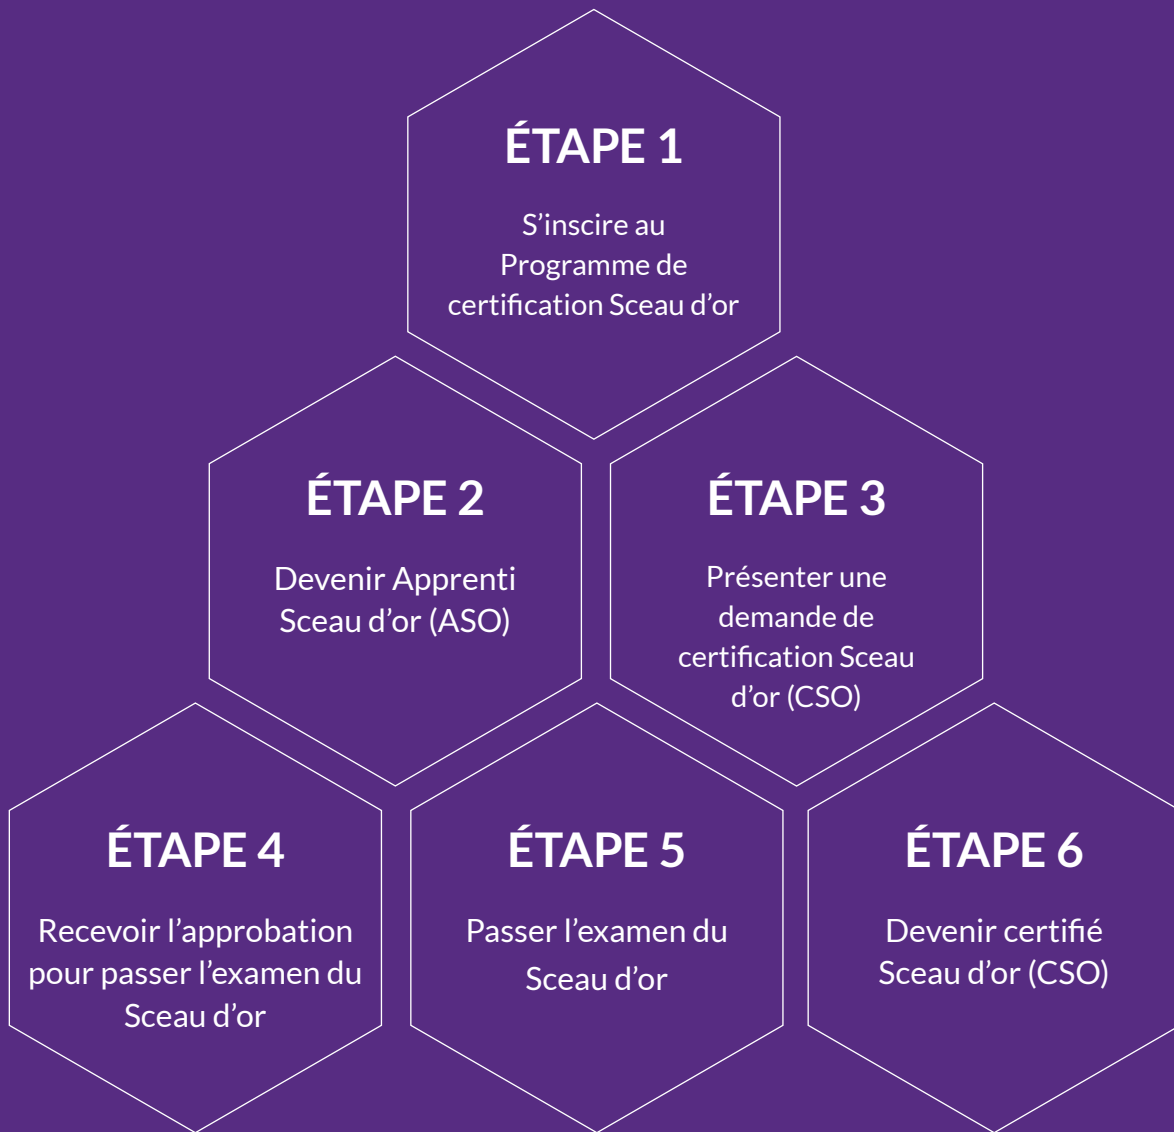 ÉTAPE 1
S’inscire au
Programme de
certification Sceau d’or
ÉTAPE 2
Devenir Apprenti
Sceau d’or (ASO)
ÉTAPE 3
Présenter une
demande de
certification Sceau
d’or (CSO)
ÉTAPE 4
Recevoir l’approbation
pour passer l’examen du
Sceau d’or
ÉTAPE 5
Passer l’examen du
Sceau d’or
ÉTAPE 6
Devenir certifié
Sceau d’or (CSO)